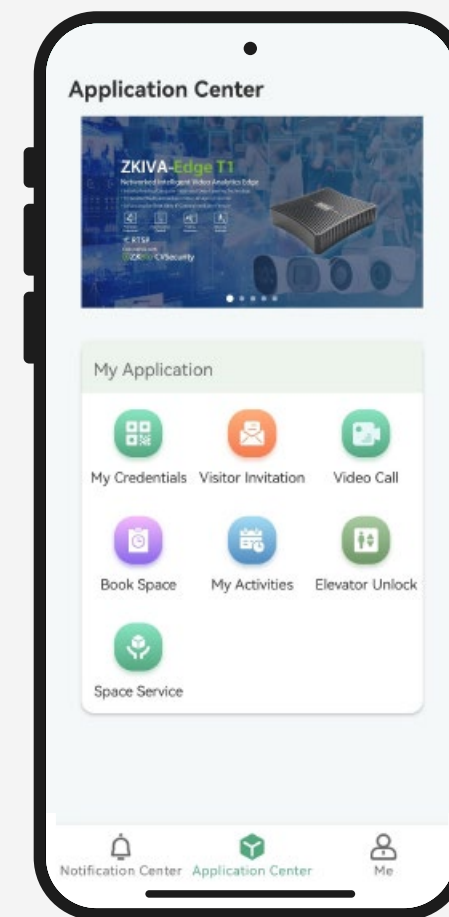 Application Center
ZKIVA-Edge T1
Networked Intelligent Video Analytics Edge
RTSP
CVSecurity
My Application
My Credentials Visitor Invitation Video Call
Book Space My Activities Elevator Unlock
Space Service
Notification Center Application Center Me